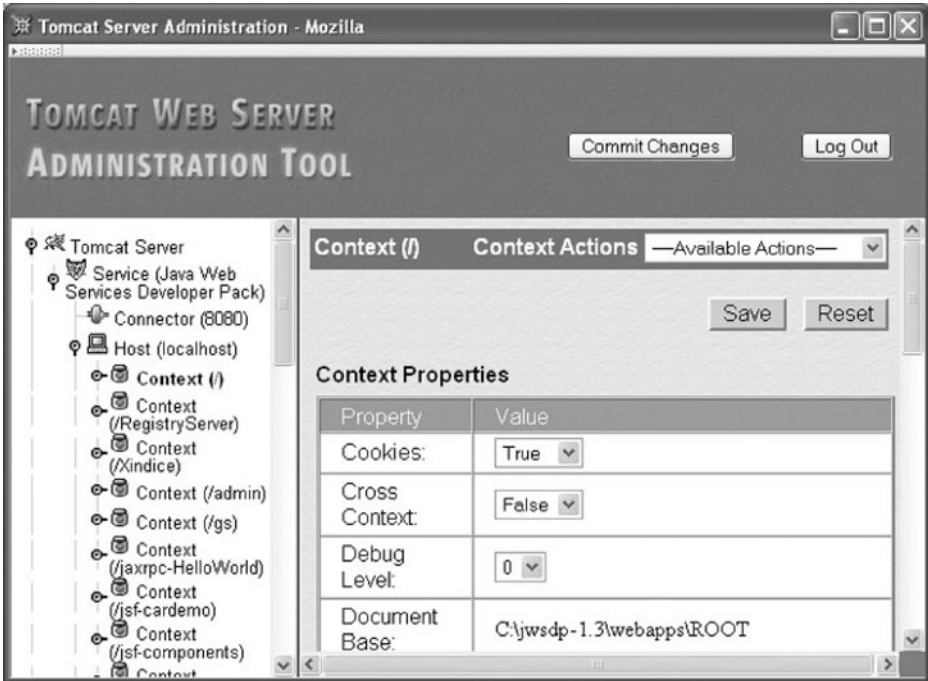 Tomcat Server Administration - Mozilla
TOMCAT WEB SERVER
ADMINISTRATION TOOL
Commit Changes
Log Out
Tomcat Server
Service (Java Web
Services Developer Pack)
Connector (8080)
Host (localhost)
Context (/)
Context
(/RegistryServer)
Context
(/Xindice)
Context (/admin)
Context (/gs)
Context
(/jaxrpc-HelloWorld)
Context
(/jsf-cardemo)
Context
(/jsf-components)
Context
Context (/)
Context Actions
—Available Actions—
Save
Reset
Context Properties
Property
Value
Cookies:
True
Cross
Context:
False
Debug
Level:
0
Document
Base:
C:\jwsdp-1.3\webapps\ROOT